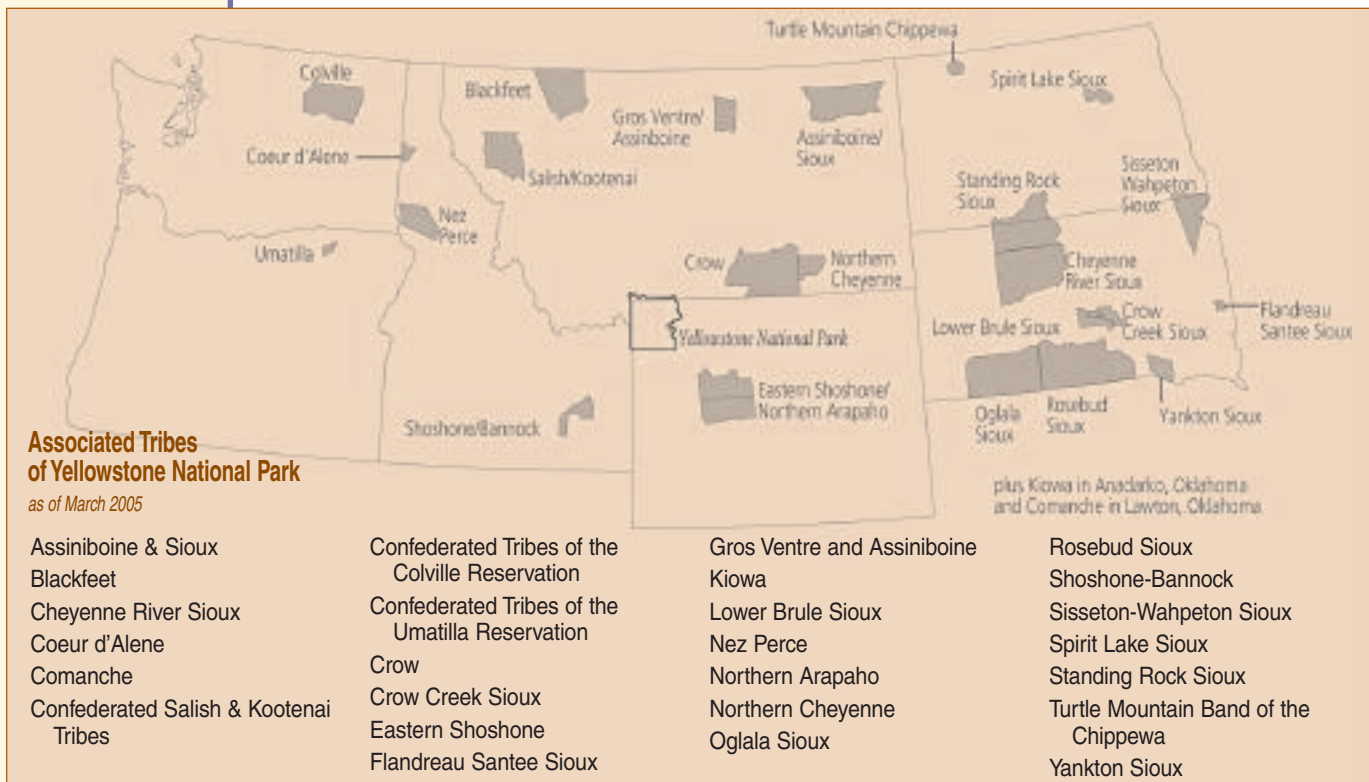 Turtle Mountain Chippewa
Spirit Lake Sioux
Colville
Blackfeet
Gros Ventre/
Assinboine
Assiniboine/
Sioux
Coeur d'Alene
Salish/Kootenai
Standing Rock
Sioux
Sisseton
Wahpeton
Sioux
Nez
Perce
Umatilla
Crow
Northern
Cheyenne
Cheyenne
River Sioux
Yellowstone National Park
Lower Brule Sioux
Crow
Creek Sioux
Flandreau
Santee Sioux
Eastern Shoshone/
Northern Arapaho
Shoshone/Bannock
Oglala
Sioux
Rosebud
Sioux
Yankton Sioux
plus Kiowa in Anadarko, Oklahoma
and Comanche in Lawton, Oklahoma
Associated Tribes
of Yellowstone National Park
as of March 2005
Assiniboine & Sioux
Blackfeet
Cheyenne River Sioux
Coeur d'Alene
Comanche
Confederated Salish & Kootenai
Tribes
Confederated Tribes of the
Colville Reservation
Confederated Tribes of the
Umatilla Reservation
Crow
Crow Creek Sioux
Eastern Shoshone
Flandreau Santee Sioux
Gros Ventre and Assiniboine
Kiowa
Lower Brule Sioux
Nez Perce
Northern Arapaho
Northern Cheyenne
Oglala Sioux
Rosebud Sioux
Shoshone-Bannock
Sisseton-Wahpeton Sioux
Spirit Lake Sioux
Standing Rock Sioux
Turtle Mountain Band of the
Chippewa
Yankton Sioux